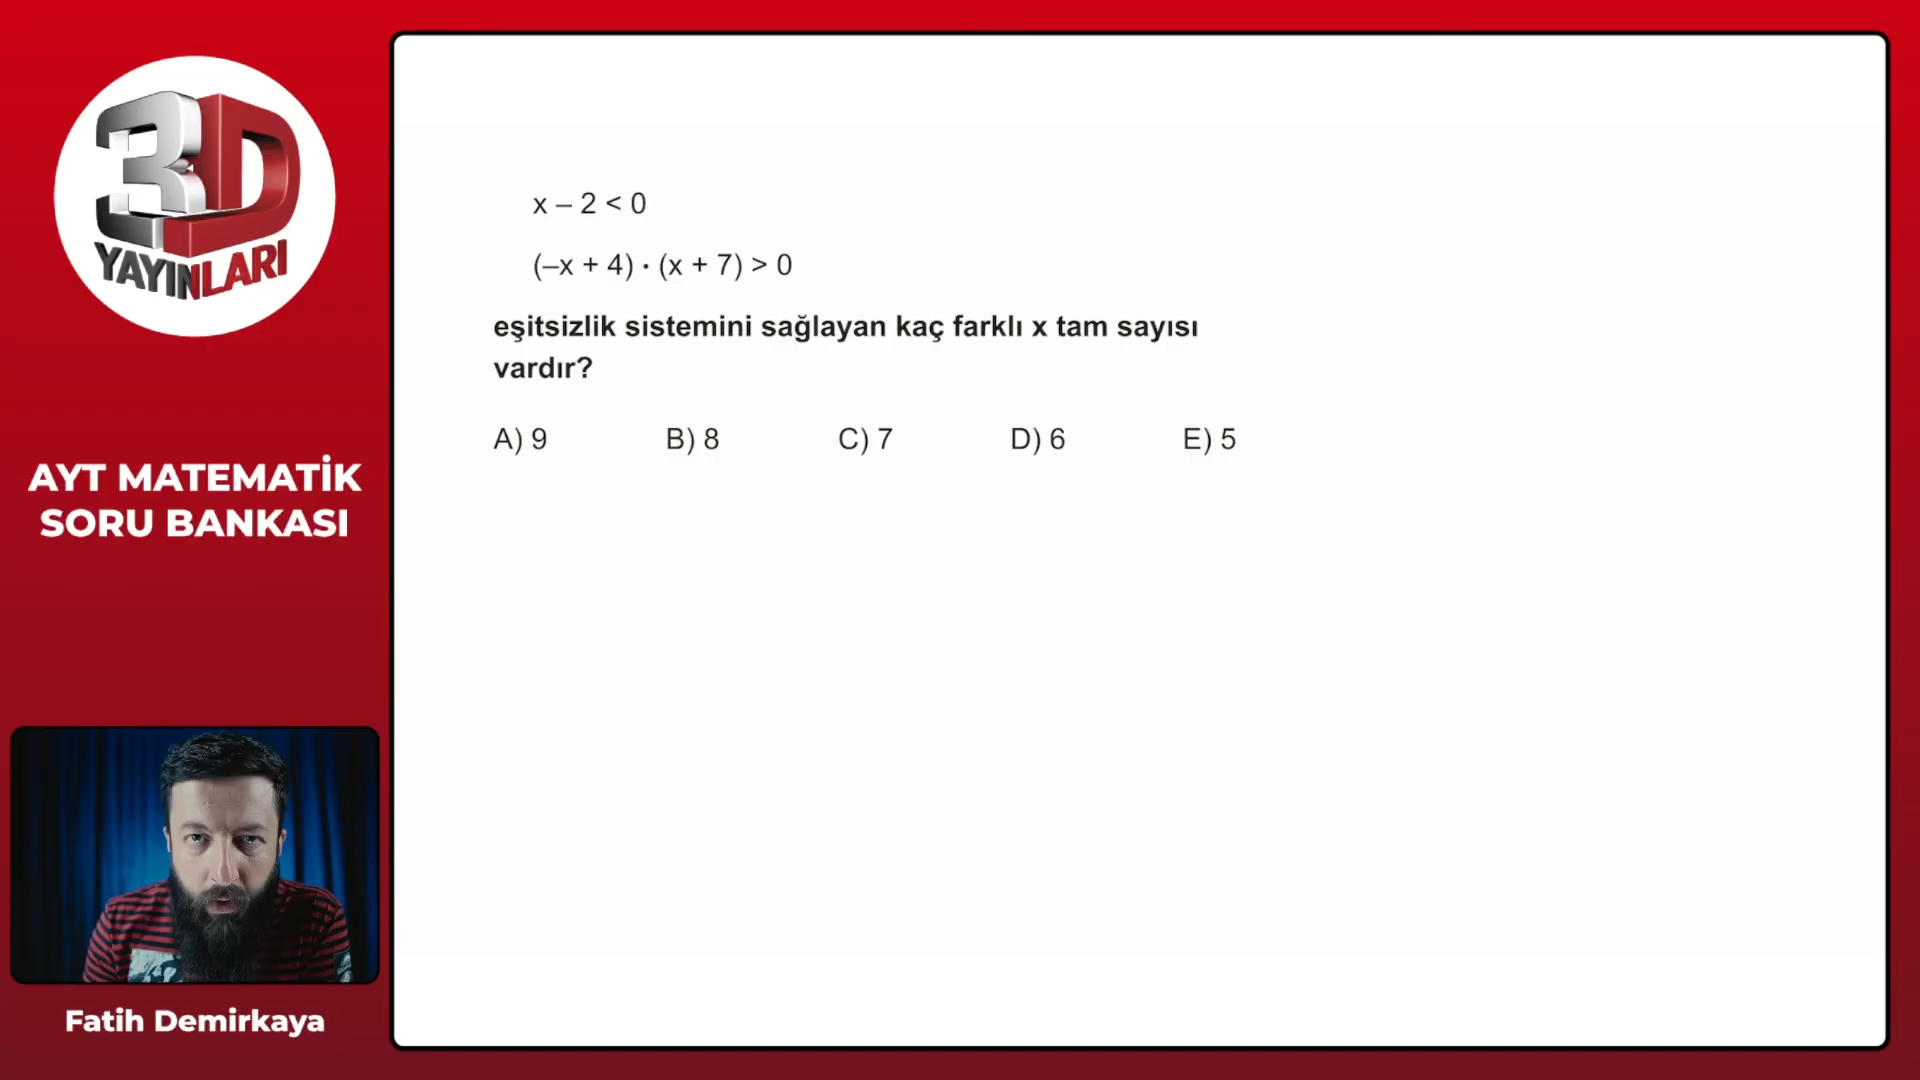 3D
YAYINLARI
AYT MATEMATİK
SORU BANKASI
Fatih Demirkaya
x – 2 < 0
(–x + 4) · (x + 7) > 0
eşitsizlik sistemini sağlayan kaç farklı x tam sayısı
vardır?
A) 9 B) 8 C) 7 D) 6 E) 5